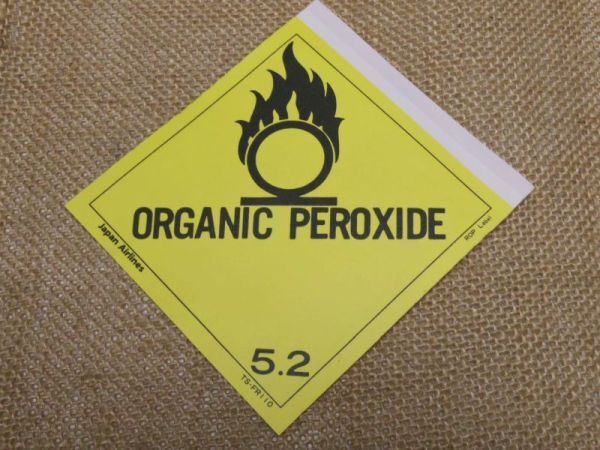 ORGANIC PEROXIDE
Japan Airlines
ROP Label
5.2
TS-FR110